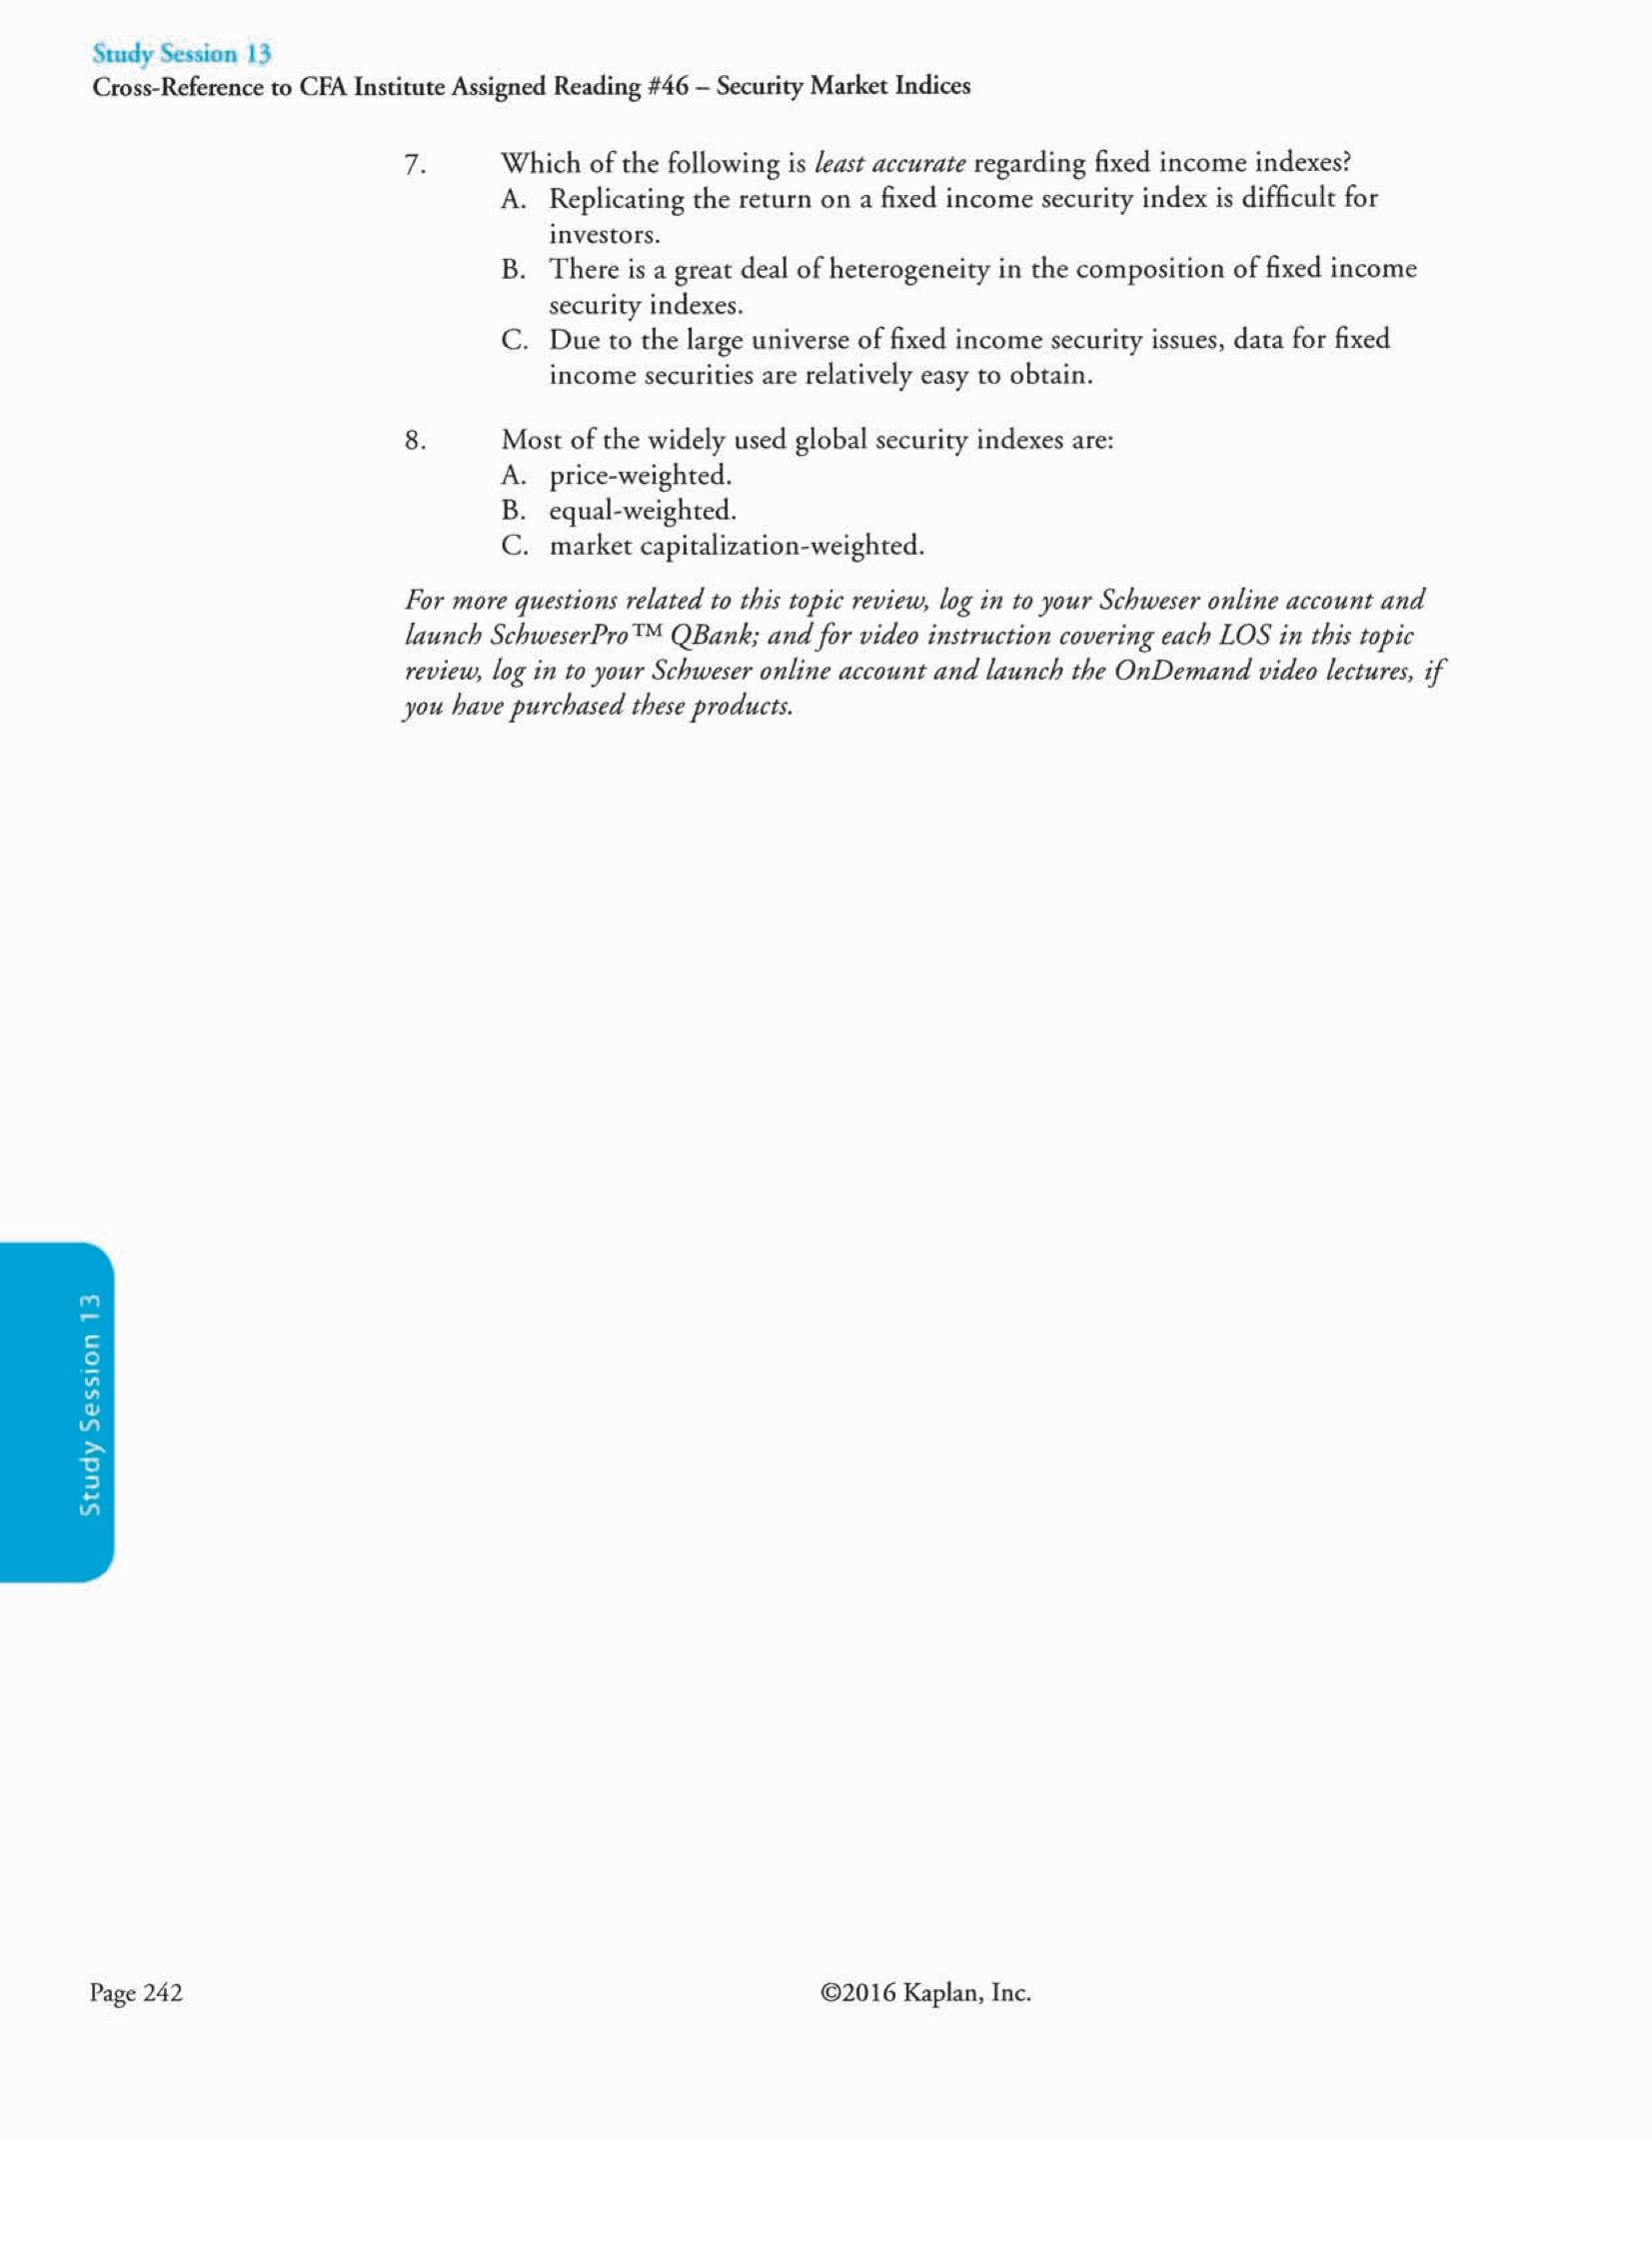 Study Session 13
Cross-Reference to CFA Institute Assigned Reading #46 – Security Market Indices
7. Which of the following is least accurate regarding fixed income indexes?
A. Replicating the return on a fixed income security index is difficult for
investors.
B. There is a great deal of heterogeneity in the composition of fixed income
security indexes.
C. Due to the large universe of fixed income security issues, data for fixed
income securities are relatively easy to obtain.
8. Most of the widely used global security indexes are:
A. price-weighted.
B. equal-weighted.
C. market capitalization-weighted.
For more questions related to this topic review, log in to your Schweser online account and
launch SchweserPro™ QBank; and for video instruction covering each LOS in this topic
review, log in to your Schweser online account and launch the OnDemand video lectures, if
you have purchased these products.
Study Session 13
Page 242
©2016 Kaplan, Inc.